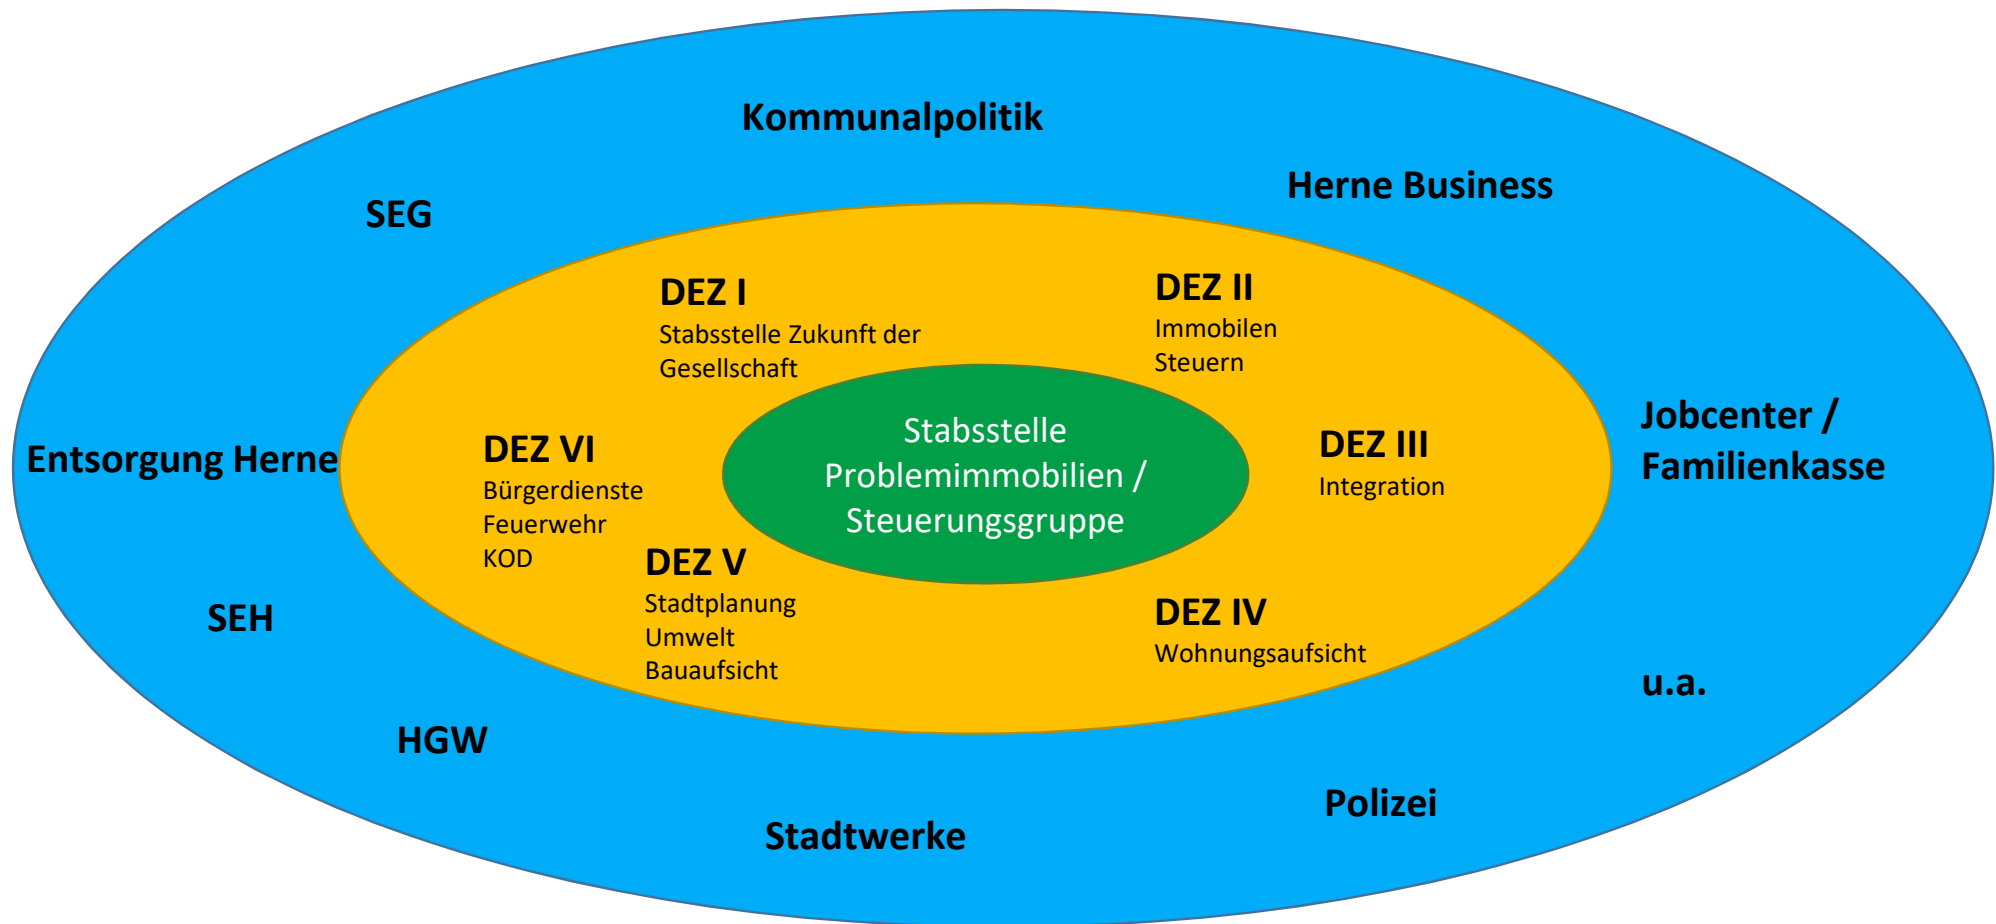 Kommunalpolitik
Herne Business
SEG
DEZ I
Stabsstelle Zukunft der
Gesellschaft
DEZ II
Immobilen
Steuern
Stabsstelle
Problemimmobilien /
Steuerungsgruppe
Jobcenter /
Familienkasse
Entsorgung Herne
DEZ VI
Bürgerdienste
Feuerwehr
KOD
DEZ III
Integration
DEZ V
Stadtplanung
Umwelt
Bauaufsicht
DEZ IV
Wohnungsaufsicht
SEH
u.a.
HGW
Polizei
Stadtwerke